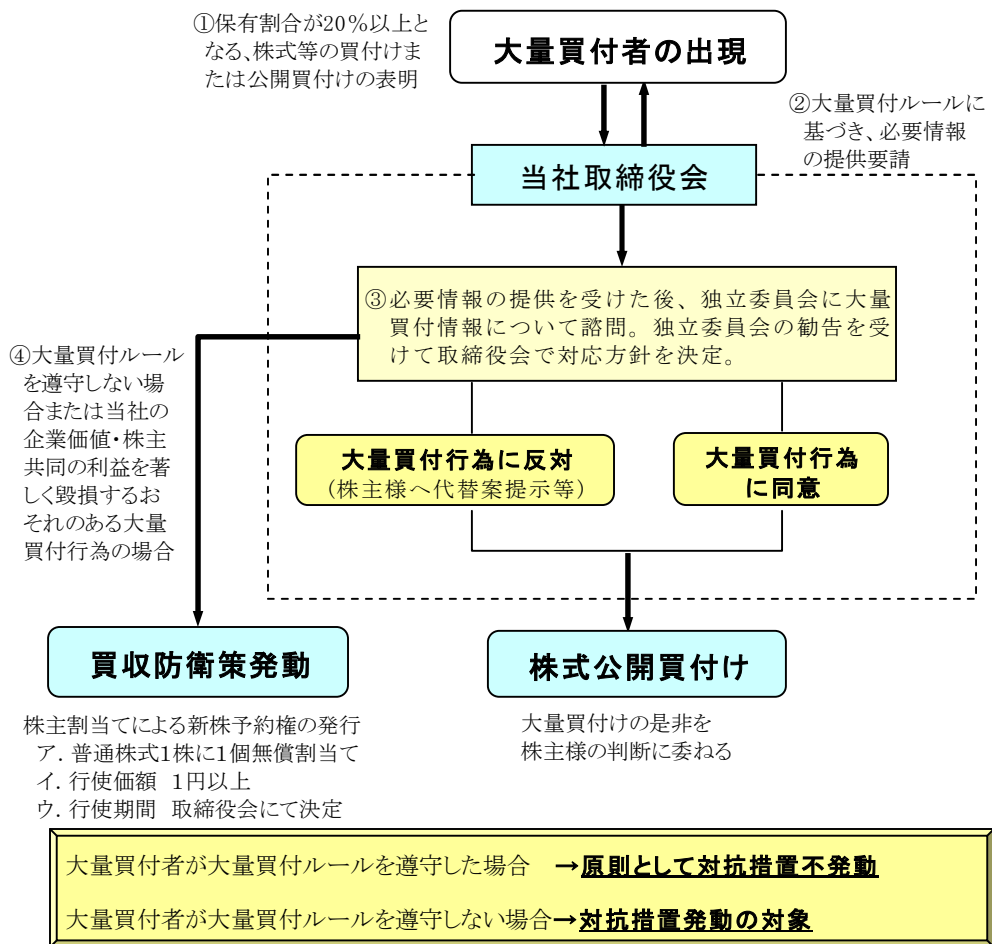 ①保有割合が20％以上と
なる、株式等の買付けま
たは公開買付けの表明
大量買付者の出現
②大量買付ルールに
基づき、必要情報
の提供要請
当社取締役会
③必要情報の提供を受けた後、独立委員会に大量
買付情報について諮問。独立委員会の勧告を受
けて取締役会で対応方針を決定。
④大量買付ルール
を遵守しない場
合または当社の
企業価値・株主
共同の利益を著
しく毀損するお
それのある大量
買付行為の場合
大量買付行為に反対
（株主様へ代替案提示等）
大量買付行為
に同意
買収防衛策発動
株主割当てによる新株予約権の発行
ア．普通株式1株に1個無償割当て
イ．行使価額 1円以上
ウ．行使期間 取締役会にて決定
株式公開買付け
大量買付けの是非を
株主様の判断に委ねる
大量買付者が大量買付ルールを遵守した場合 →原則として対抗措置不発動
大量買付者が大量買付ルールを遵守しない場合→対抗措置発動の対象